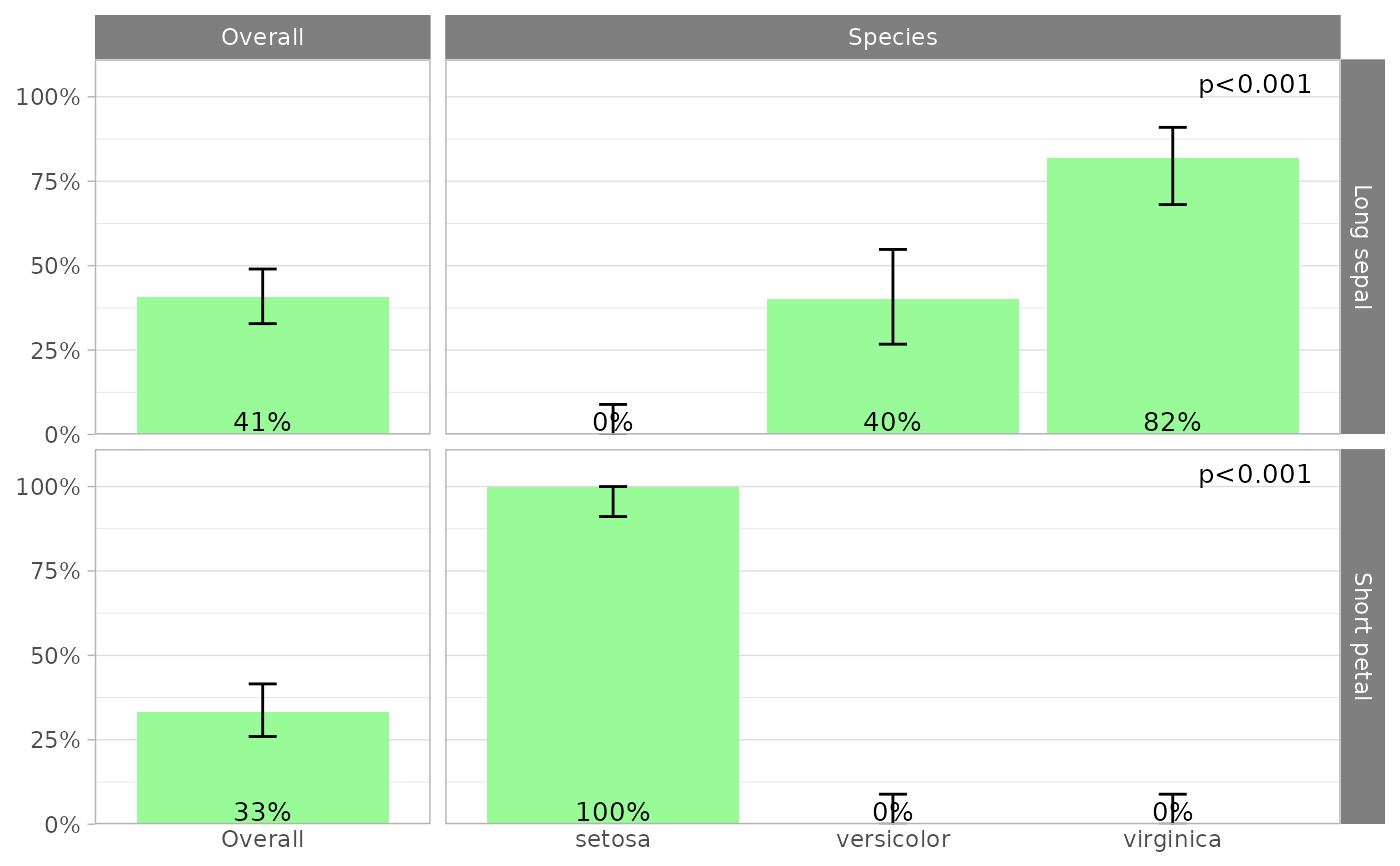 Overall
Species
100%
75%
50%
25%
0%
41%
p<0.001
0%
40%
82%
Long sepal
100%
75%
50%
25%
0%
33%
p<0.001
100%
0%
0%
Short petal
Overall
setosa
versicolor
virginica